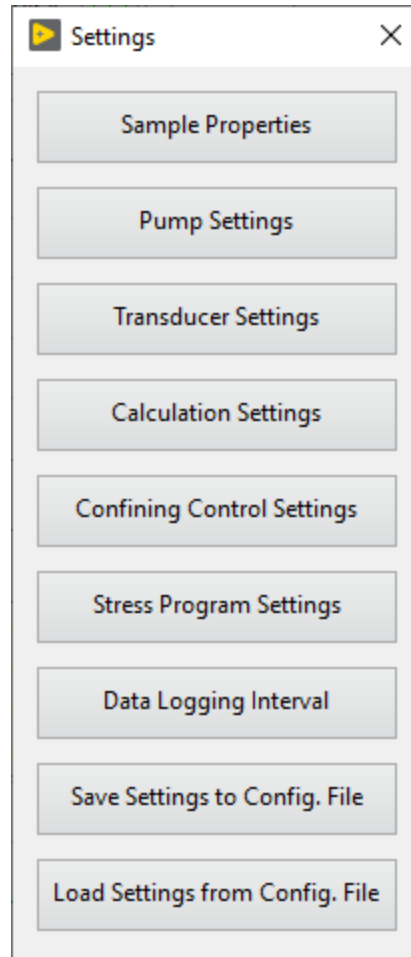 Settings
Sample Properties
Pump Settings
Transducer Settings
Calculation Settings
Confining Control Settings
Stress Program Settings
Data Logging Interval
Save Settings to Config. File
Load Settings from Config. File